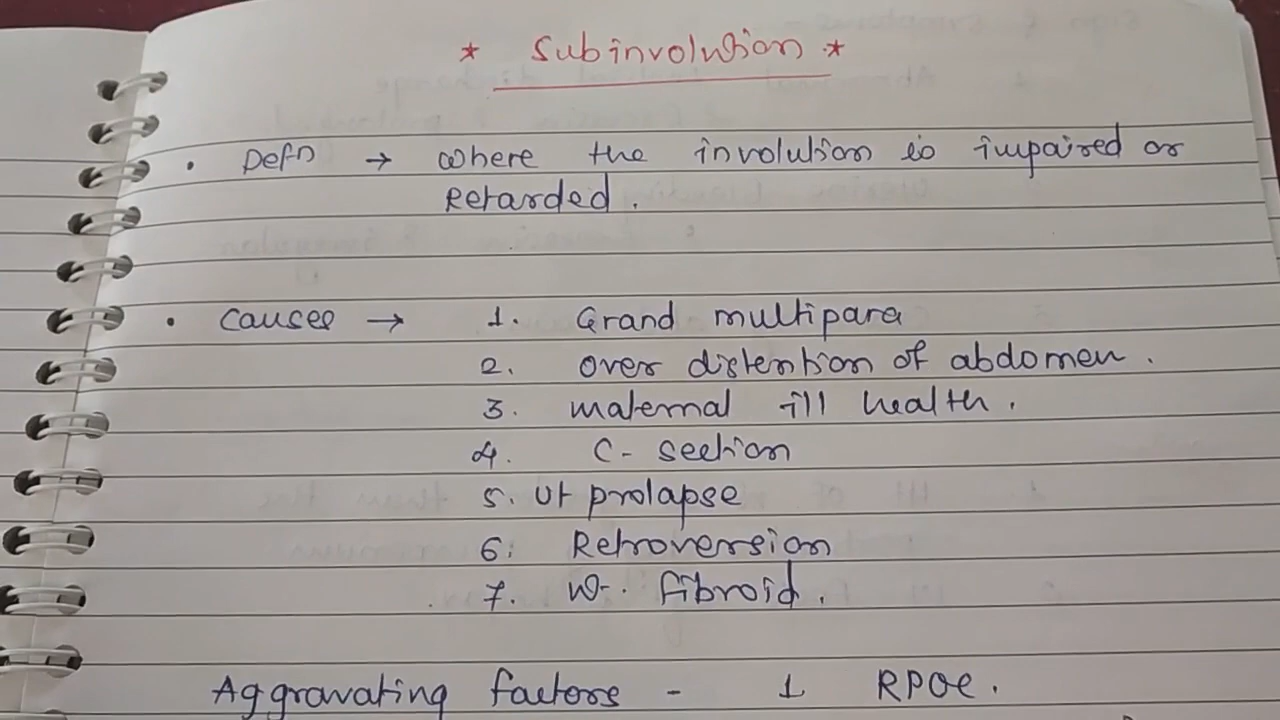 * Subinvolution *
• Defn → where the involution is impaired or
Retarded.
• Causes → 1. Grand multipara
2. over distention of abdomen.
3. maternal ill health.
4. C-section
5. Ut prolapse
6. Retroversion
7. Ut. fibroid.
Aggravating factors - 1 RPOC.